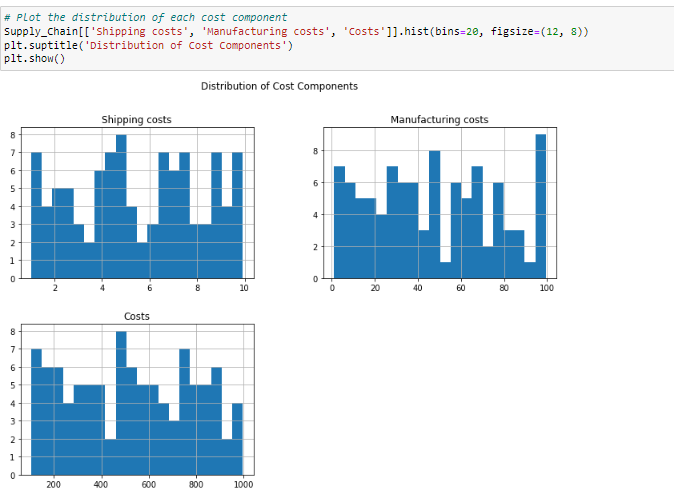 # Plot the distribution of each cost component
Supply_Chain[['Shipping costs', 'Manufacturing costs', 'Costs']].hist(bins=20, figsize=(12, 8))
plt.suptitle('Distribution of Cost Components')
plt.show()
Distribution of Cost Components
Shipping costs
8
7
6
5
4
3
2
1
0
2 4 6 8 10
Manufacturing costs
8
6
4
2
0
0 20 40 60 80 100
Costs
8
7
6
5
4
3
2
1
0
200 400 600 800 1000